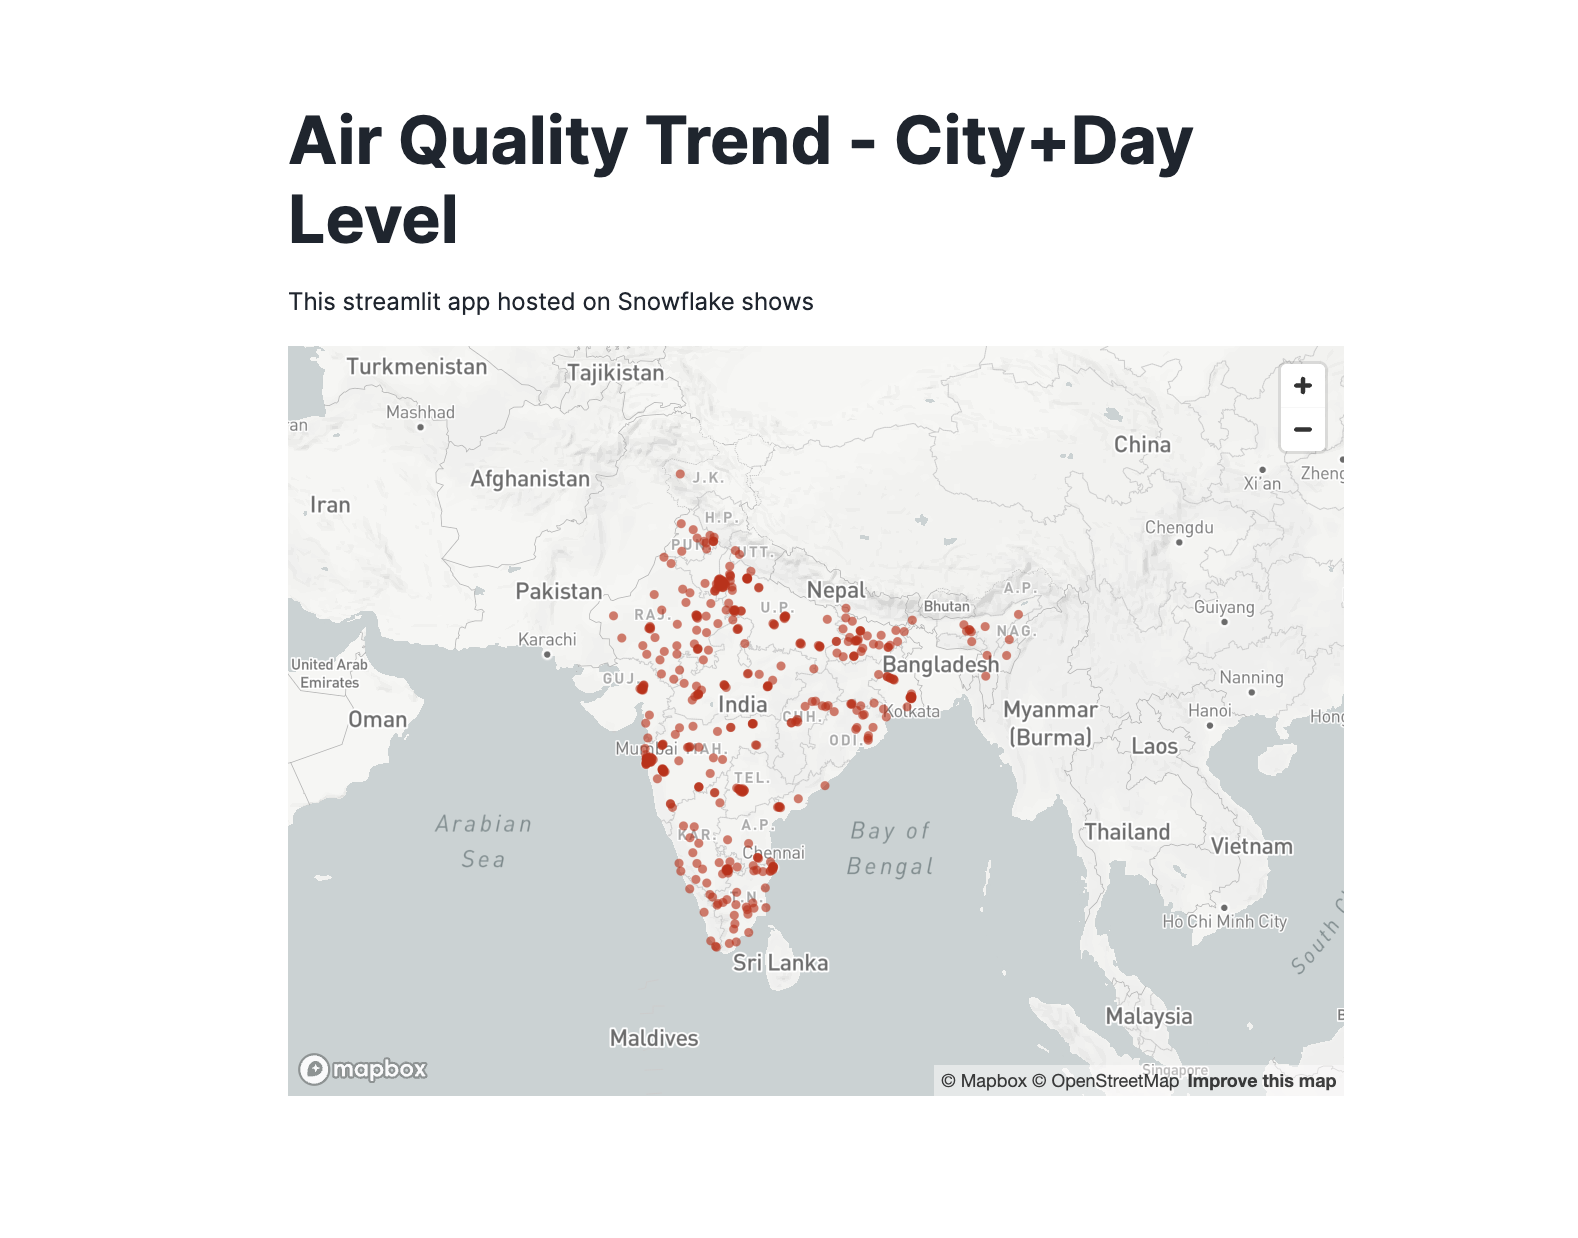 Air Quality Trend - City+Day
Level
This streamlit app hosted on Snowflake shows
Turkmenistan
Tajikistan
Mashhad
an
China
Xi'an
Zheng
Afghanistan
J.K.
Iran
H.P.
Chengdu
UTT.
Pakistan
Nepal
A.P.
Bhutan
Guiyang
RAJ.
U.P.
NAG.
Karachi
United Arab
Emirates
Bangladesh
GUJ.
Nanning
India
Kolkata
Myanmar
(Burma)
Oman
CHH.
Hanoi
Hong
ODI.
Laos
Mumbai
MAH.
TEL.
Arabian
Sea
A.P.
KAR.
Bay of
Bengal
Thailand
Vietnam
Chennai
Ho Chi Minh City
South C
Sri Lanka
Malaysia
Maldives
Singapore
mapbox
© Mapbox © OpenStreetMap Improve this map